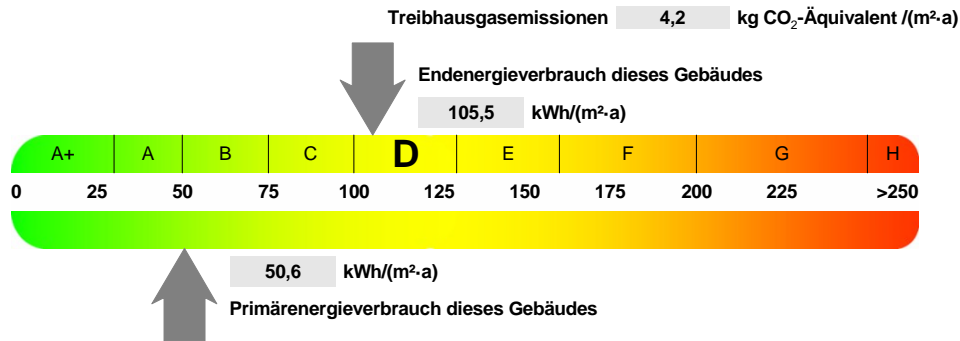 Treibhausgasemissionen 4,2 kg CO₂-Äquivalent /(m²·a)
Endenergieverbrauch dieses Gebäudes
105,5 kWh/(m²·a)
A+ A B C D E F G H
0 25 50 75 100 125 150 175 200 225 >250
50,6 kWh/(m²·a)
Primärenergieverbrauch dieses Gebäudes